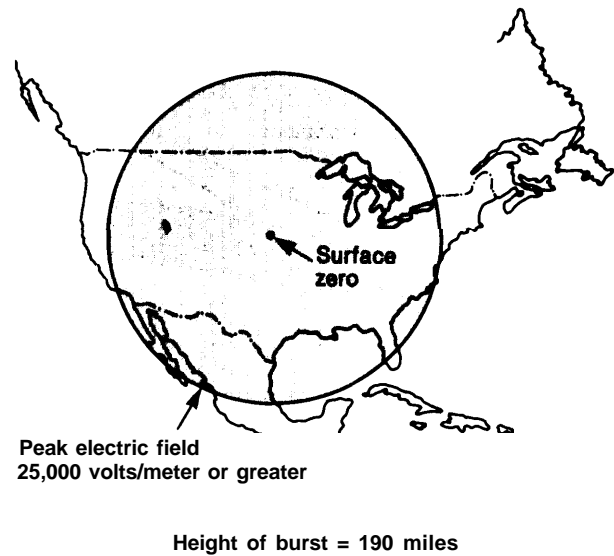 Surface
zero
Peak electric field
25,000 volts/meter or greater
Height of burst = 190 miles